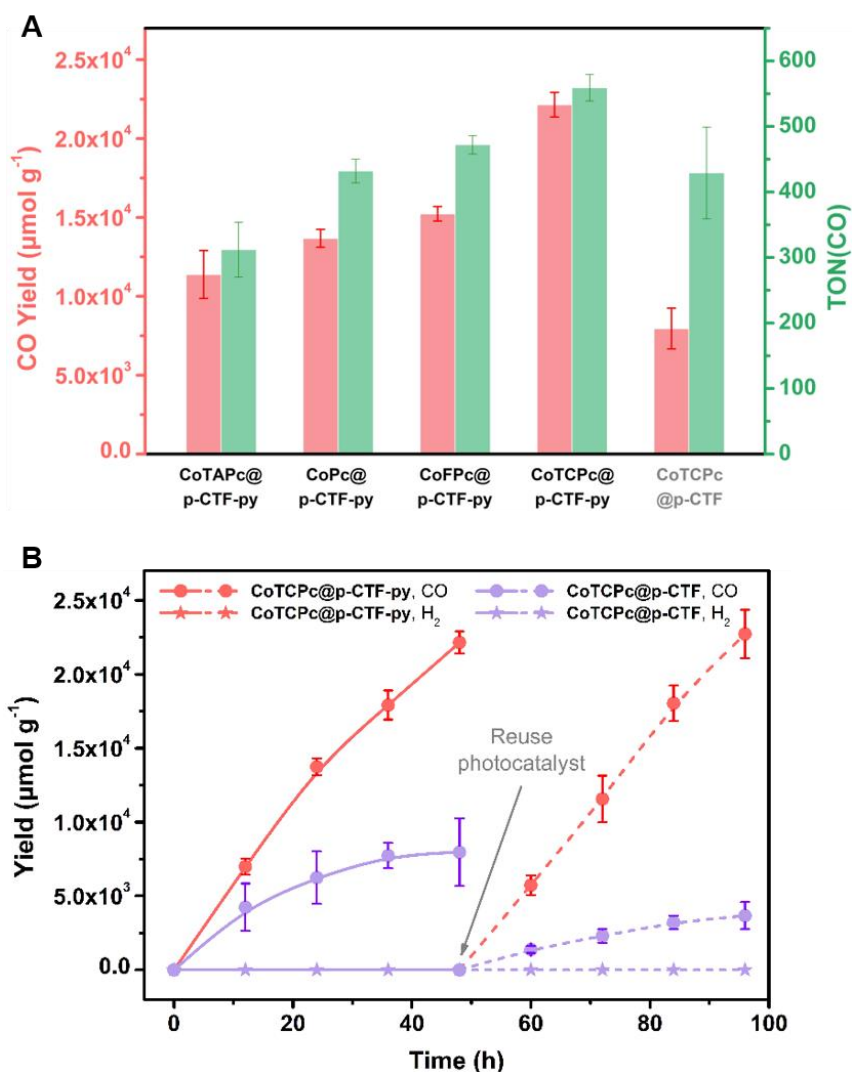 A
CO Yield (μmol g⁻¹)
2.5x10⁴
2.0x10⁴
1.5x10⁴
1.0x10⁴
5.0x10³
0.0
600
500
400
300
200
100
0
TON(CO)
CoTAPc@
p-CTF-py
CoPc@
p-CTF-py
CoFPc@
p-CTF-py
CoTCPc@
p-CTF-py
CoTCPc
@p-CTF
B
CoTCPc@p-CTF-py, CO
CoTCPc@p-CTF, CO
CoTCPc@p-CTF-py, H₂
CoTCPc@p-CTF, H₂
Yield (μmol g⁻¹)
2.5x10⁴
2.0x10⁴
1.5x10⁴
1.0x10⁴
5.0x10³
0.0
Reuse
photocatalyst
0 20 40 60 80 100
Time (h)